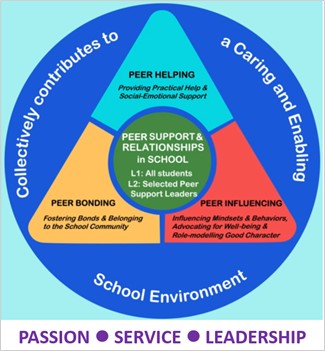 Collectively contributes to
a Caring and Enabling
School Environment
PEER HELPING
Providing Practical Help &
Social-Emotional Support
PEER SUPPORT &
RELATIONSHIPS
in SCHOOL
L1: All students
L2: Selected Peer
Support Leaders
PEER BONDING
Fostering Bonds & Belonging
to the School Community
PEER INFLUENCING
Influencing Mindsets & Behaviors,
Advocating for Well-being &
Role-modelling Good Character
PASSION ● SERVICE ● LEADERSHIP